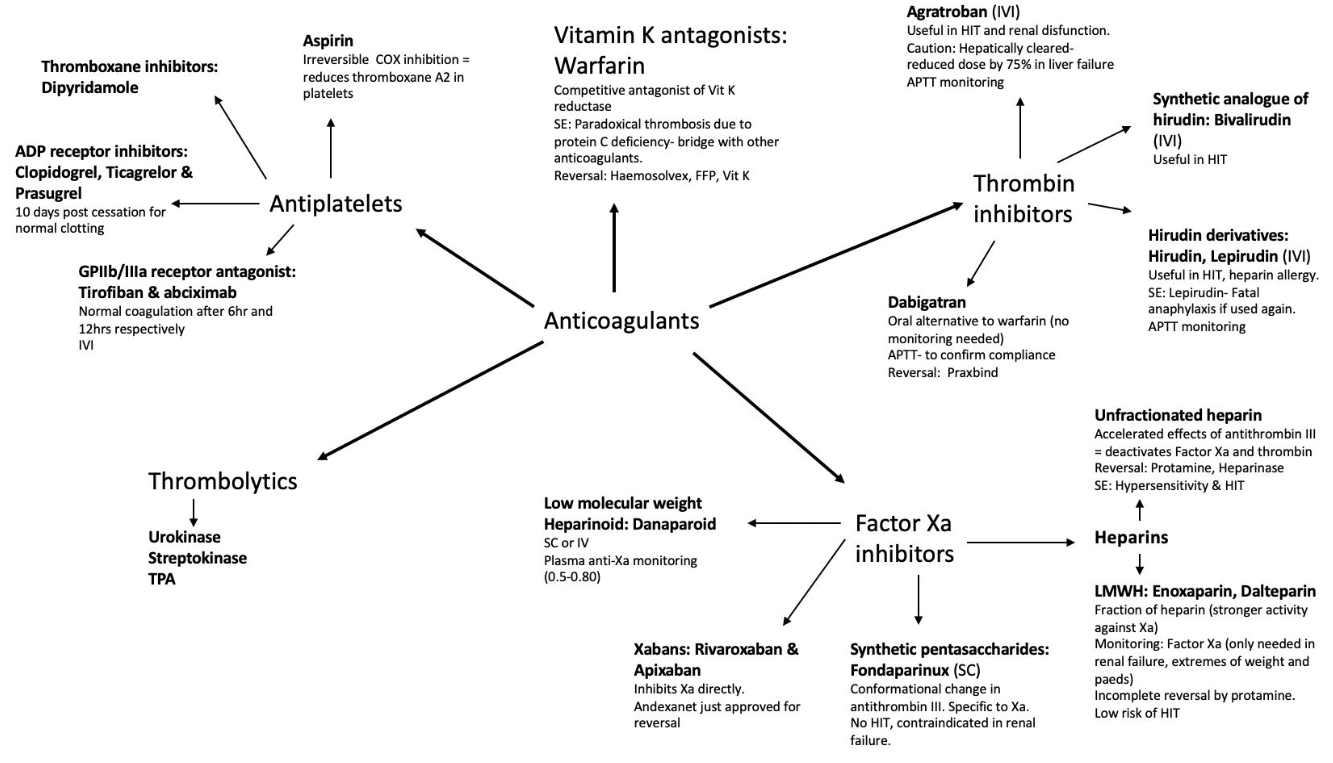 Thromboxane inhibitors:
Dipyridamole
Aspirin
Irreversible  COX inhibition =
reduces thromboxane A2 in
platelets
ADP receptor inhibitors:
Clopidogrel, Ticagrelor &
Prasugrel
10 days post cessation for
normal clotting
Antiplatelets
GPIIb/IIIa receptor antagonist:
Tirofiban & abciximab
Normal coagulation after 6hr and
12hrs respectively
IVI
Vitamin K antagonists:
Warfarin
Competitive antagonist of Vit K
reductase
SE: Paradoxical thrombosis due to
protein C deficiency- bridge with other
anticoagulants.
Reversal: Haemosolvex, FFP, Vit K
Agratroban (IVI)
Useful in HIT and renal disfunction.
Caution: Hepatically cleared-
reduced dose by 75% in liver failure
APTT monitoring
Synthetic analogue of
hirudin: Bivalirudin
(IVI)
Useful in HIT
Thrombin
inhibitors
Hirudin derivatives:
Hirudin, Lepirudin (IVI)
Useful in HIT, heparin allergy.
SE: Lepirudin- Fatal
anaphylaxis if used again.
APTT monitoring
Dabigatran
Oral alternative to warfarin (no
monitoring needed)
APTT- to confirm compliance
Reversal:  Praxbind
Anticoagulants
Thrombolytics
Urokinase
Streptokinase
TPA
Low molecular weight
Heparinoid: Danaparoid
SC or IV
Plasma anti-Xa monitoring
(0.5-0.80)
Factor Xa
inhibitors
Unfractionated heparin
Accelerated effects of antithrombin III
= deactivates Factor Xa and thrombin
Reversal: Protamine, Heparinase
SE: Hypersensitivity & HIT
Heparins
LMWH: Enoxaparin, Dalteparin
Fraction of heparin (stronger activity
against Xa)
Monitoring: Factor Xa (only needed in
renal failure, extremes of weight and
paeds)
Incomplete reversal by protamine.
Low risk of HIT
Xabans: Rivaroxaban &
Apixaban
Inhibits Xa directly.
Andexanet just approved for
reversal
Synthetic pentasaccharides:
Fondaparinux (SC)
Conformational change in
antithrombin III. Specific to Xa.
No HIT, contraindicated in renal
failure.